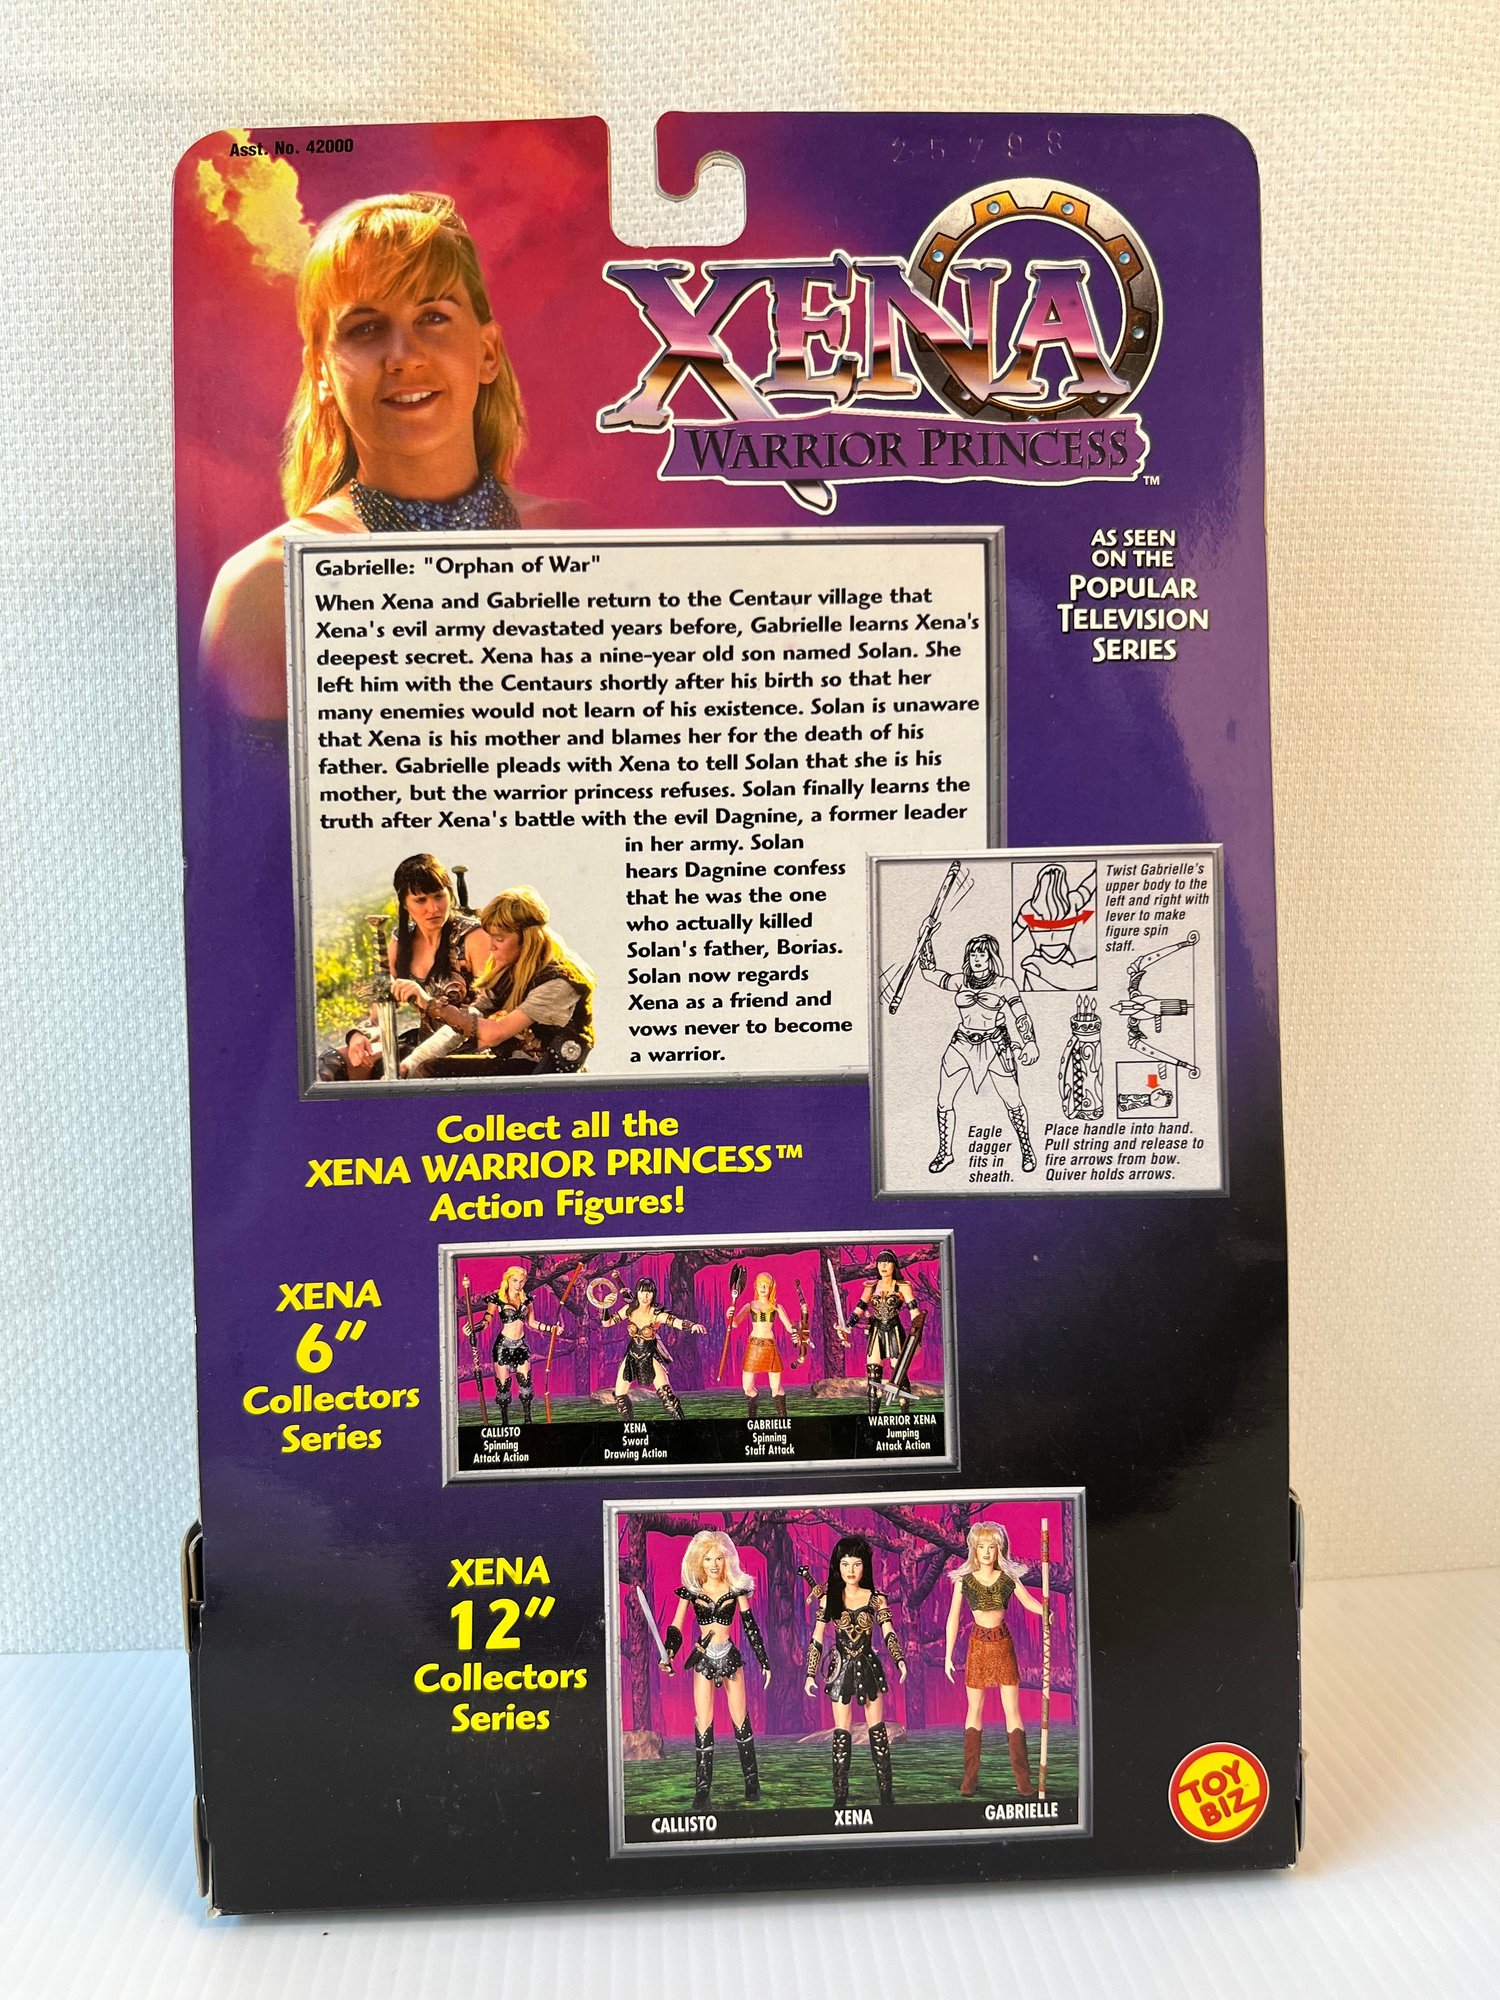 Asst. No. 42000
25798
XENA
WARRIOR PRINCESS™
AS SEEN
ON THE
POPULAR
TELEVISION
SERIES
Gabrielle: "Orphan of War"
When Xena and Gabrielle return to the Centaur village that
Xena's evil army devastated years before, Gabrielle learns Xena's
deepest secret. Xena has a nine-year old son named Solan. She
left him with the Centaurs shortly after his birth so that her
many enemies would not learn of his existence. Solan is unaware
that Xena is his mother and blames her for the death of his
father. Gabrielle pleads with Xena to tell Solan that she is his
mother, but the warrior princess refuses. Solan finally learns the
truth after Xena's battle with the evil Dagnine, a former leader
in her army. Solan
hears Dagnine confess
that he was the one
who actually killed
Solan's father, Borias.
Solan now regards
Xena as a friend and
vows never to become
a warrior.
Twist Gabrielle's
upper body to the
left and right with
lever to make
figure spin
staff.
Eagle
dagger
fits in
sheath.
Place handle into hand.
Pull string and release to
fire arrows from bow.
Quiver holds arrows.
Collect all the
XENA WARRIOR PRINCESS™
Action Figures!
XENA
6"
Collectors
Series
CALLISTO
Spinning
Attack Action
XENA
Sword
Drawing Action
GABRIELLE
Spinning
Staff Attack
WARRIOR XENA
Jumping
Attack Action
XENA
12"
Collectors
Series
CALLISTO
XENA
GABRIELLE
TOY
BIZ